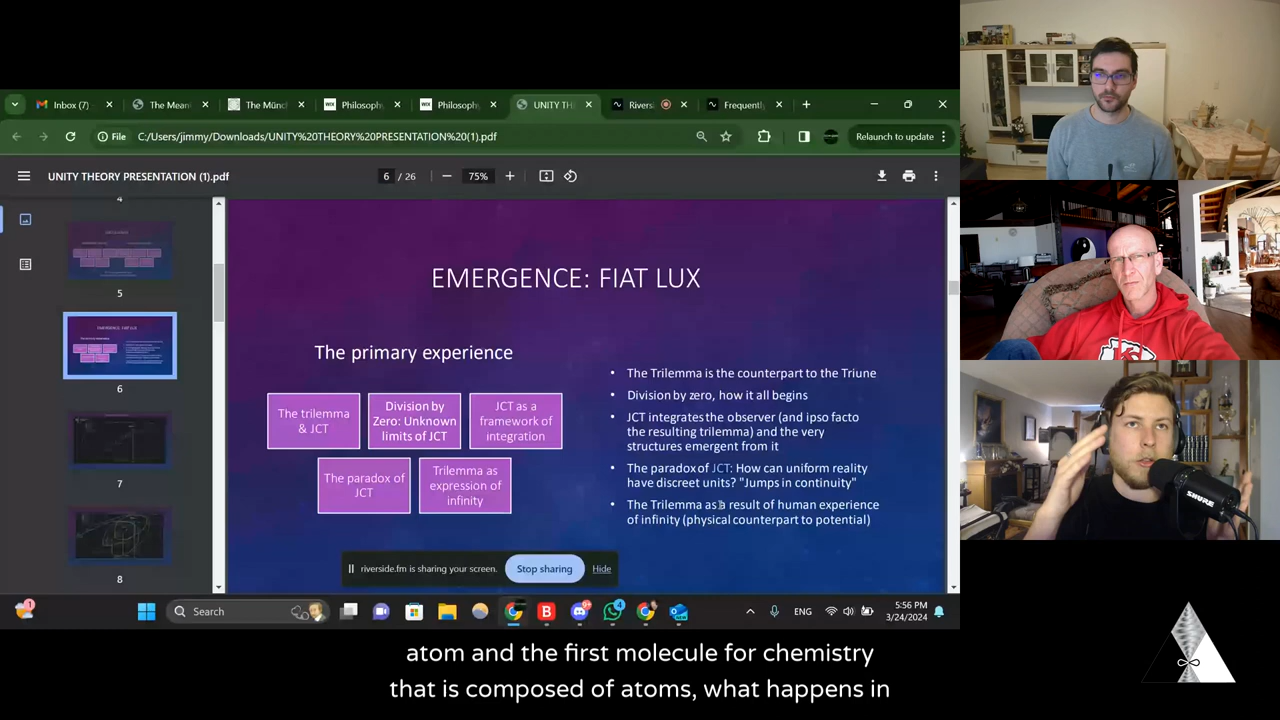 Inbox (7)
The Mean
The Münch
Philosophy
Philosophy
UNITY TH
Rivers
Frequently
File
C:/Users/jimmy/Downloads/UNITY%20THEORY%20PRESENTATION%20(1).pdf
Relaunch to update
UNITY THEORY PRESENTATION (1).pdf
6 / 26
75%
4
5
6
7
8
EMERGENCE: FIAT LUX
The primary experience
The trilemma
& JCT
Division by
Zero: Unknown
limits of JCT
JCT as a
framework of
integration
The paradox of
JCT
Trilemma as
expression of
infinity
• The Trilemma is the counterpart to the Triune
• Division by zero, how it all begins
• JCT integrates the observer (and ipso facto
the resulting trilemma) and the very
structures emergent from it
• The paradox of JCT: How can uniform reality
have discreet units? "Jumps in continuity"
• The Trilemma as a result of human experience
of infinity (physical counterpart to potential)
riverside.fm is sharing your screen.
Stop sharing
Hide
Search
ENG
5:56 PM
3/24/2024
SHURE
atom and the first molecule for chemistry
that is composed of atoms, what happens in